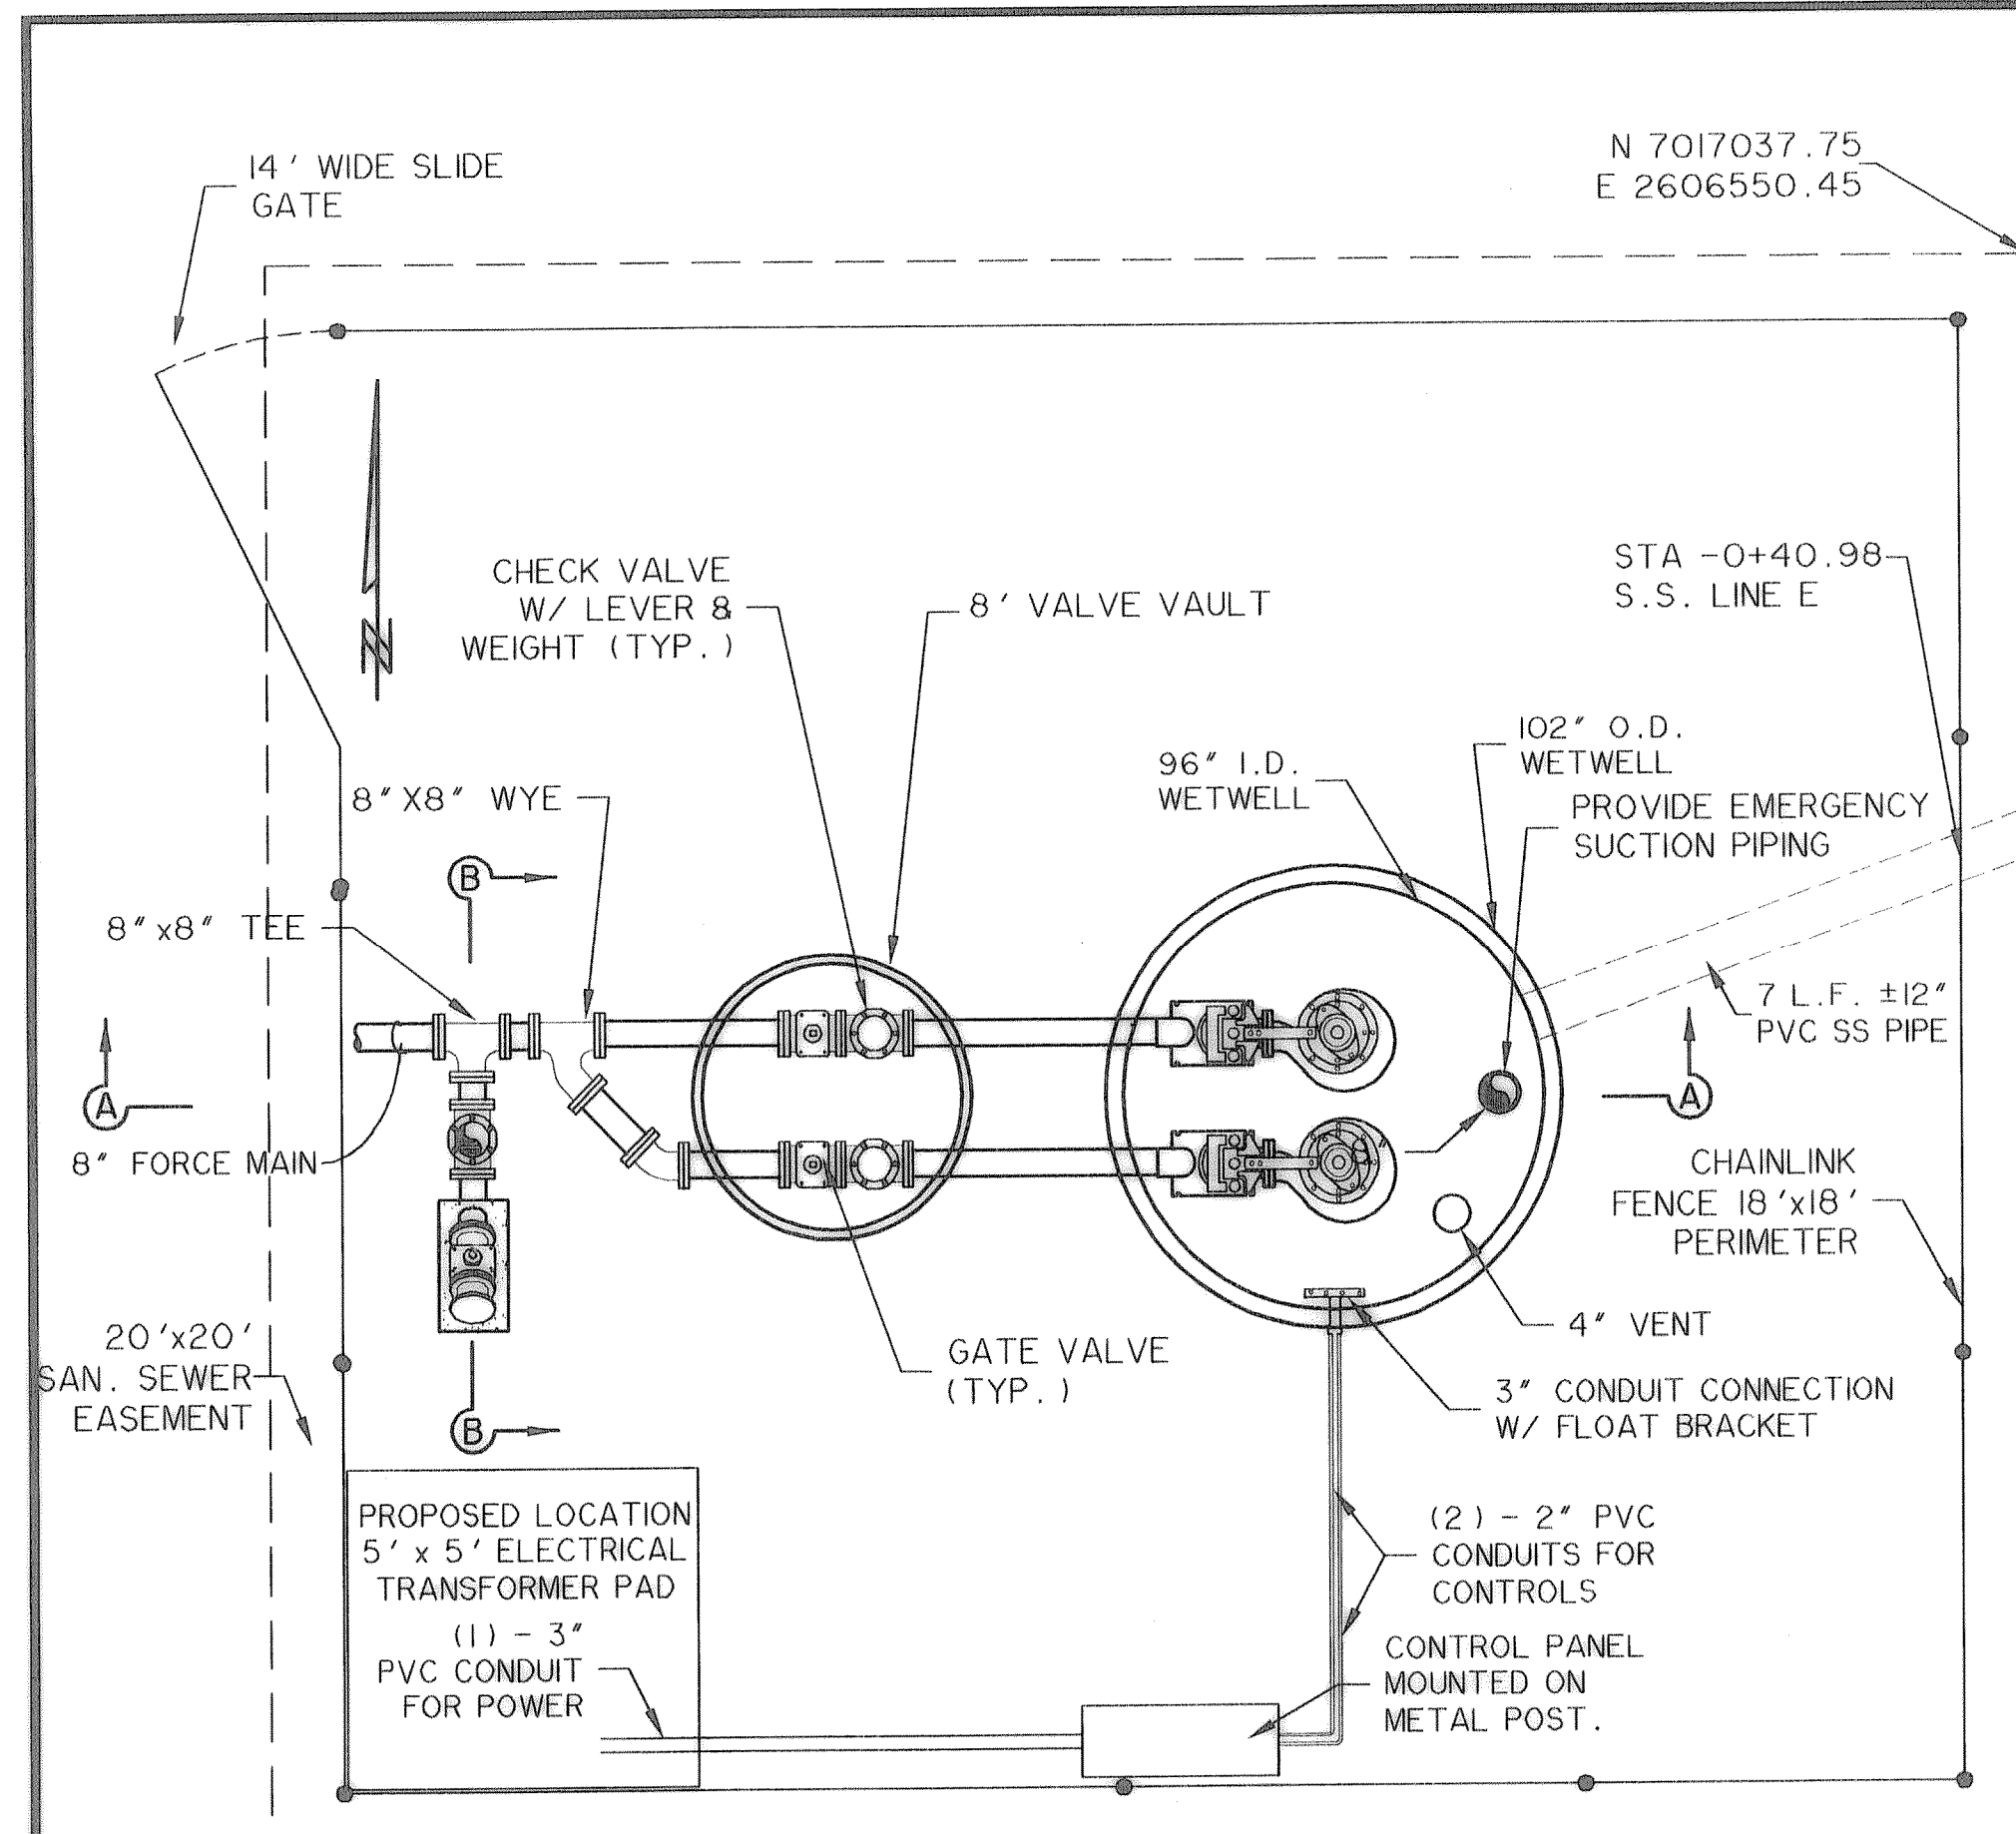 14' WIDE SLIDE
GATE
N 7017037.75
E 2606550.45
N
CHECK VALVE
W/ LEVER &
WEIGHT (TYP.)
8' VALVE VAULT
STA -0+40.98
S.S. LINE E
102" O.D.
WETWELL
96" I.D.
WETWELL
8"X8" WYE
PROVIDE EMERGENCY
SUCTION PIPING
B
8"x8" TEE
7 L.F. ±12"
PVC SS PIPE
A
A
8" FORCE MAIN
CHAINLINK
FENCE 18'x18'
PERIMETER
20'x20'
SAN. SEWER
EASEMENT
GATE VALVE
(TYP.)
4" VENT
3" CONDUIT CONNECTION
W/ FLOAT BRACKET
B
PROPOSED LOCATION
5' x 5' ELECTRICAL
TRANSFORMER PAD
(1) - 3"
PVC CONDUIT
FOR POWER
(2) - 2" PVC
CONDUITS FOR
CONTROLS
CONTROL PANEL
MOUNTED ON
METAL POST.